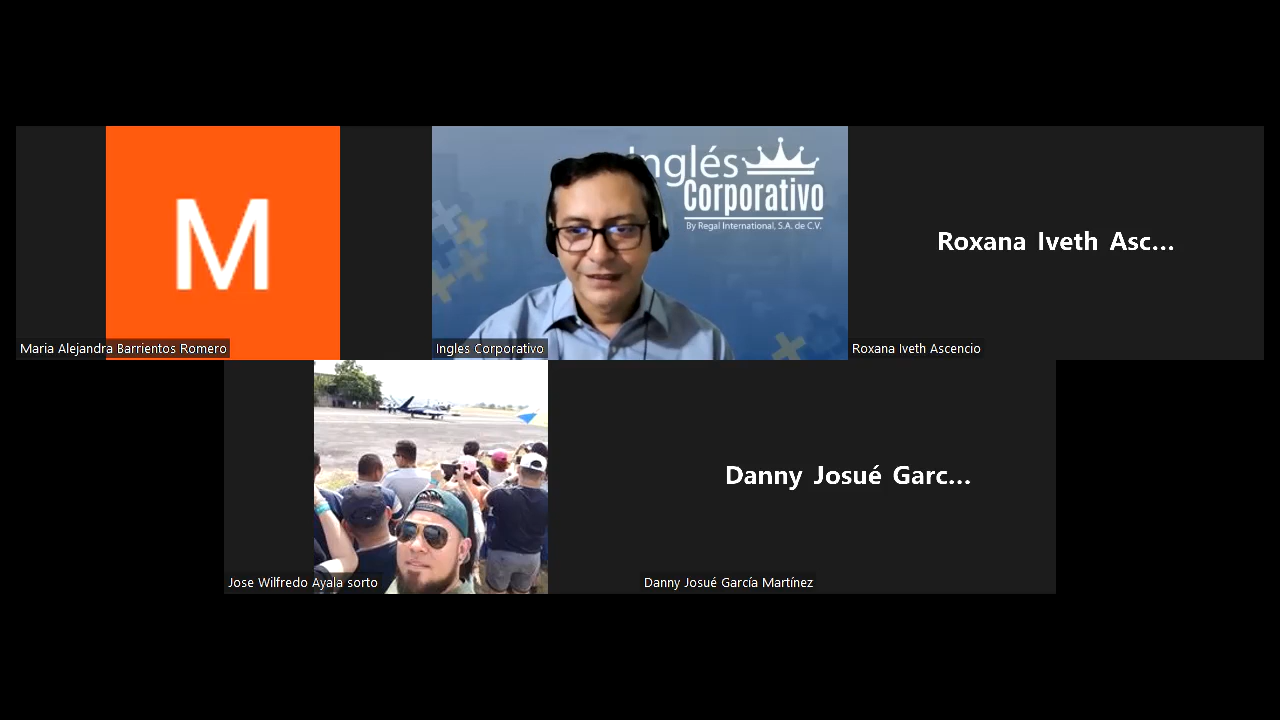 M
Maria Alejandra Barrientos Romero
Inglés
Corporativo
By Regal International, S.A. de C.V.
Ingles Corporativo
Roxana Iveth Asc...
Roxana Iveth Ascencio
Jose Wilfredo Ayala sorto
Danny Josué Garc...
Danny Josué García Martínez